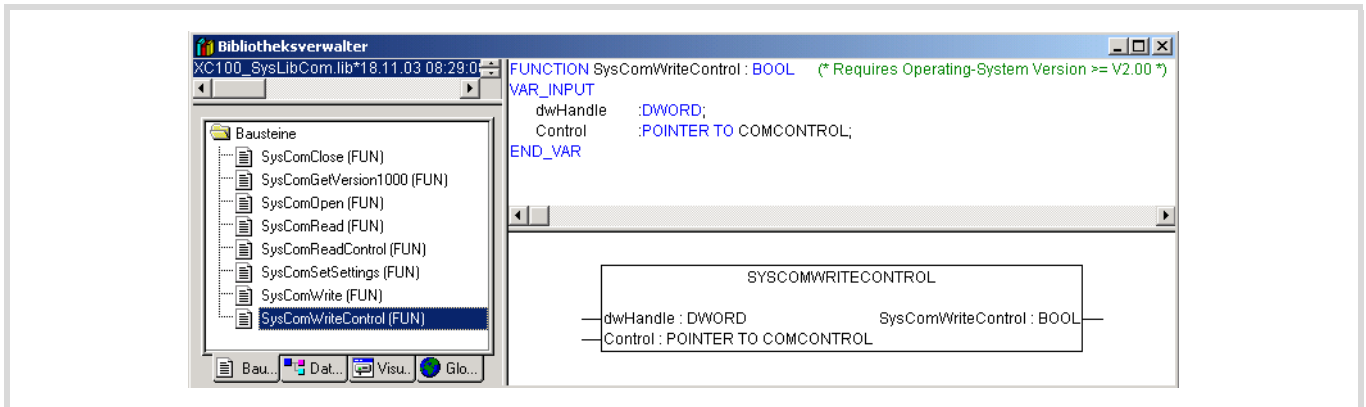 Bibliotheksverwalter
XC100_SysLibCom.lib*18.11.03 08:29:0
Bausteine
SysComClose (FUN)
SysComGetVersion1000 (FUN)
SysComOpen (FUN)
SysComRead (FUN)
SysComReadControl (FUN)
SysComSetSettings (FUN)
SysComWrite (FUN)
SysComWriteControl (FUN)
Bau... Dat... Visu.. Glo...
FUNCTION SysComWriteControl : BOOL (* Requires Operating-System Version >= V2.00 *)
VAR_INPUT
dwHandle :DWORD;
Control :POINTER TO COMCONTROL;
END_VAR
SYSCOMWRITECONTROL
dwHandle : DWORD SysComWriteControl : BOOL
Control : POINTER TO COMCONTROL